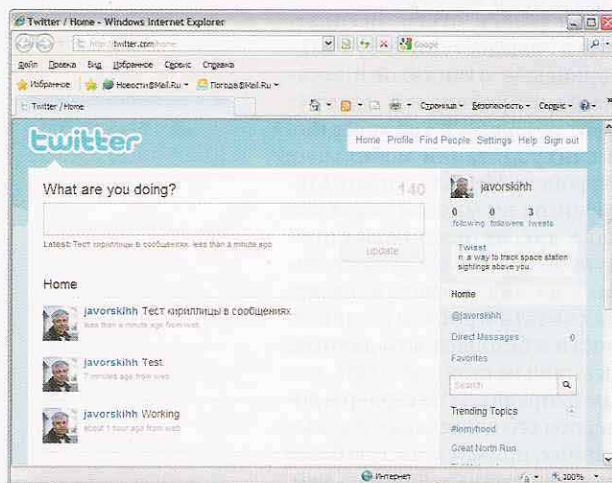 Twitter / Home - Windows Internet Explorer
http://twitter.com/home
Google
Файл Правка Вид Избранное Сервис Справка
Избранное Новости@Mail.Ru Погода@Mail.Ru
Twitter / Home
Страница Безопасность Сервис
twitter
Home Profile Find People Settings Help Sign out
What are you doing?
140
Latest: Тест кириллицы в сообщениях. less than a minute ago
update
Home
javorskihh Тест кириллицы в сообщениях.
less than a minute ago from web
javorskihh Test
7 minutes ago from web
javorskihh Working
about 1 hour ago from web
javorskihh
0 0 3
following followers tweets
Twisst
n. a way to track space station
sightings above you.
Home
@javorskihh
Direct Messages 0
Favorites
Search
Trending Topics
#inmyhood
Great North Run
Интернет
100%